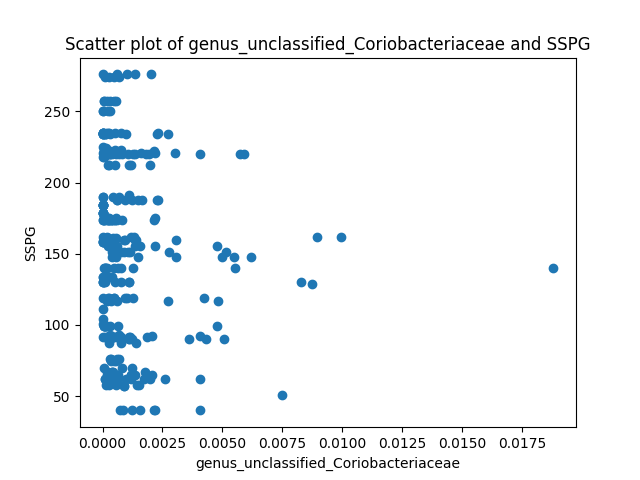 Scatter plot of genus_unclassified_Coriobacteriaceae and SSPG
250
200
150
100
50
SSPG
0.0000 0.0025 0.0050 0.0075 0.0100 0.0125 0.0150 0.0175
genus_unclassified_Coriobacteriaceae